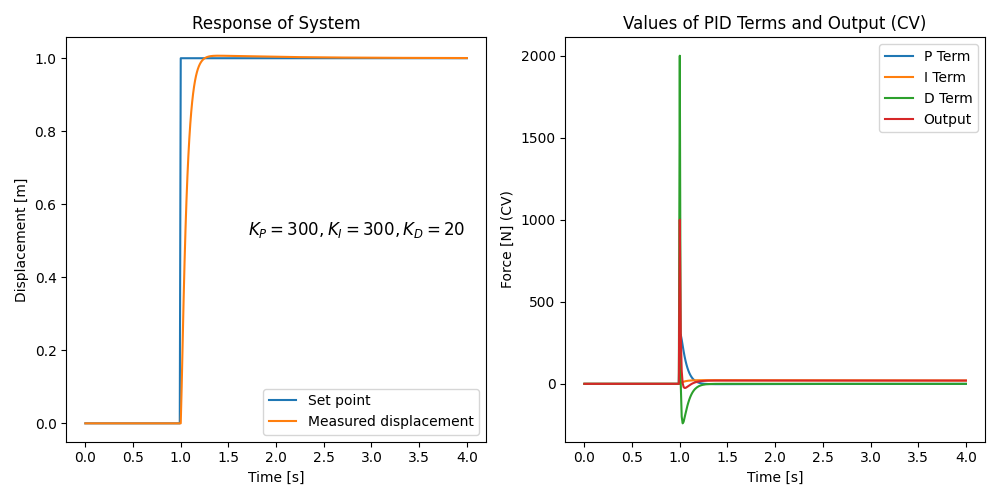 Response of System
Displacement [m]
1.0
0.8
0.6
0.4
0.2
0.0
$K_P = 300, K_I = 300, K_D = 20$
Set point
Measured displacement
0.0 0.5 1.0 1.5 2.0 2.5 3.0 3.5 4.0
Time [s]
Values of PID Terms and Output (CV)
Force [N] (CV)
2000
1500
1000
500
0
P Term
I Term
D Term
Output
0.0 0.5 1.0 1.5 2.0 2.5 3.0 3.5 4.0
Time [s]